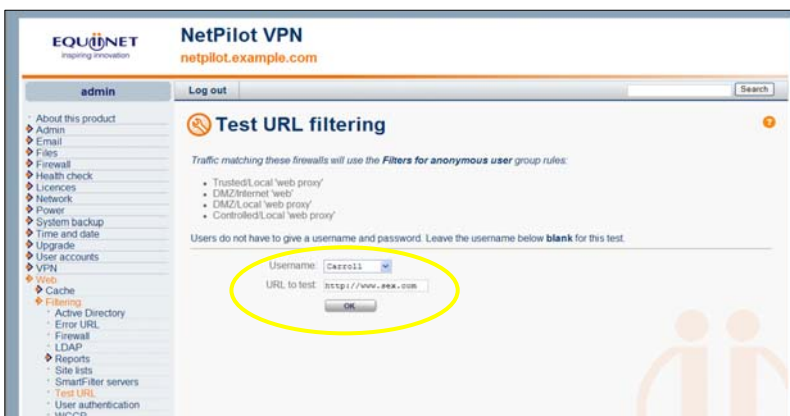 EQUiiNET
inspiring innovation
NetPilot VPN
netpilot.example.com
admin
Log out
Search
About this product
Admin
Email
Files
Firewall
Health check
Licences
Network
Power
System backup
Time and date
Upgrade
User accounts
VPN
Web
Cache
Filtering
Active Directory
Error URL
Firewall
LDAP
Reports
Site lists
SmartFilter servers
Test URL
User authentication
WCCP
Test URL filtering
?
Traffic matching these firewalls will use the Filters for anonymous user group rules:
Trusted/Local 'web proxy'
DMZ/Internet 'web'
DMZ/Local 'web proxy'
Controlled/Local 'web proxy'
Users do not have to give a username and password. Leave the username below blank for this test.
Username: Carroll
URL to test: http://www.sex.com
OK